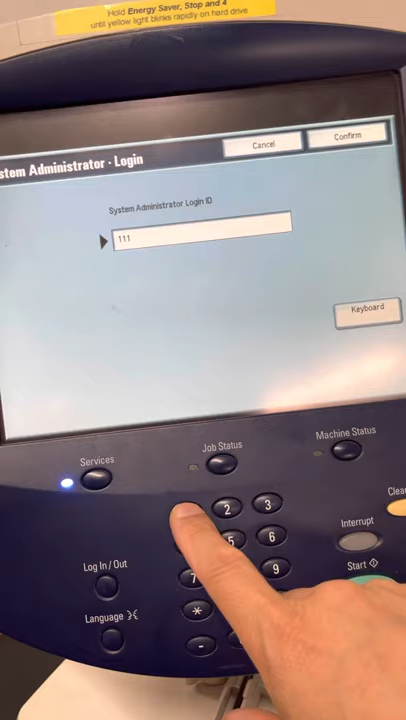 Hold Energy Saver, Stop and 4
until yellow light blinks rapidly on hard drive
stem Administrator · Login
Cancel
Confirm
System Administrator Login ID
111
Keyboard
Services
Job Status
Machine Status
2
3
Clea
5
6
Interrupt
Log In / Out
7
9
Start
Language
*
-